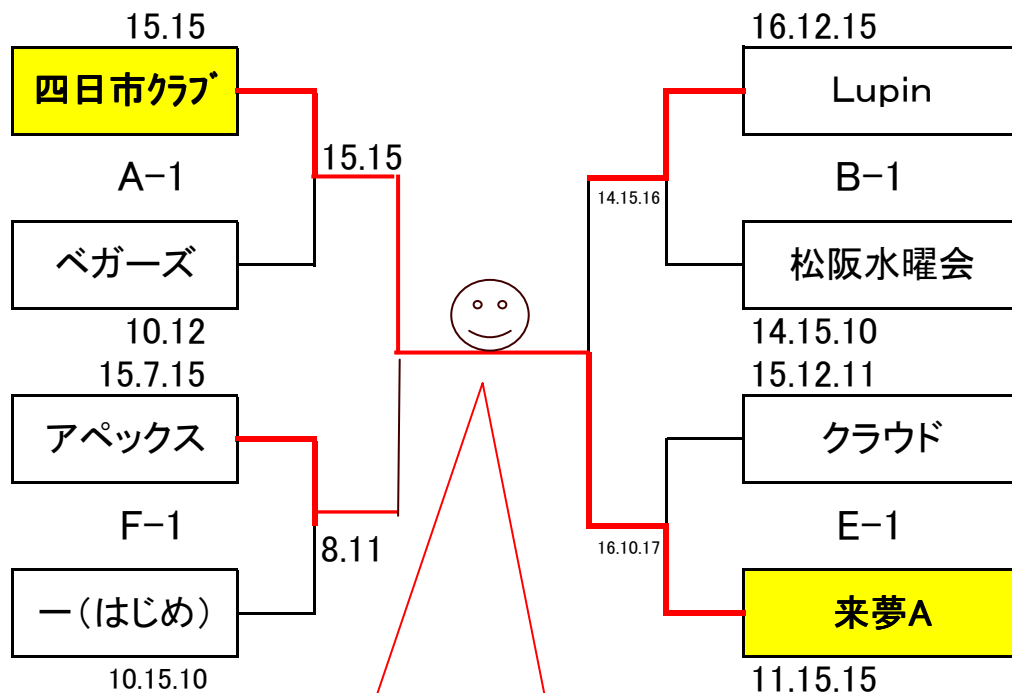 15.15
四日市ｸﾗﾌﾞ
A-1
15.15
ベガーズ
10.12
15.7.15
アペックス
F-1
8.11
一(はじめ)
10.15.10
16.12.15
Lupin
14.15.16
B-1
松阪水曜会
14.15.10
15.12.11
クラウド
16.10.17
E-1
来夢A
11.15.15